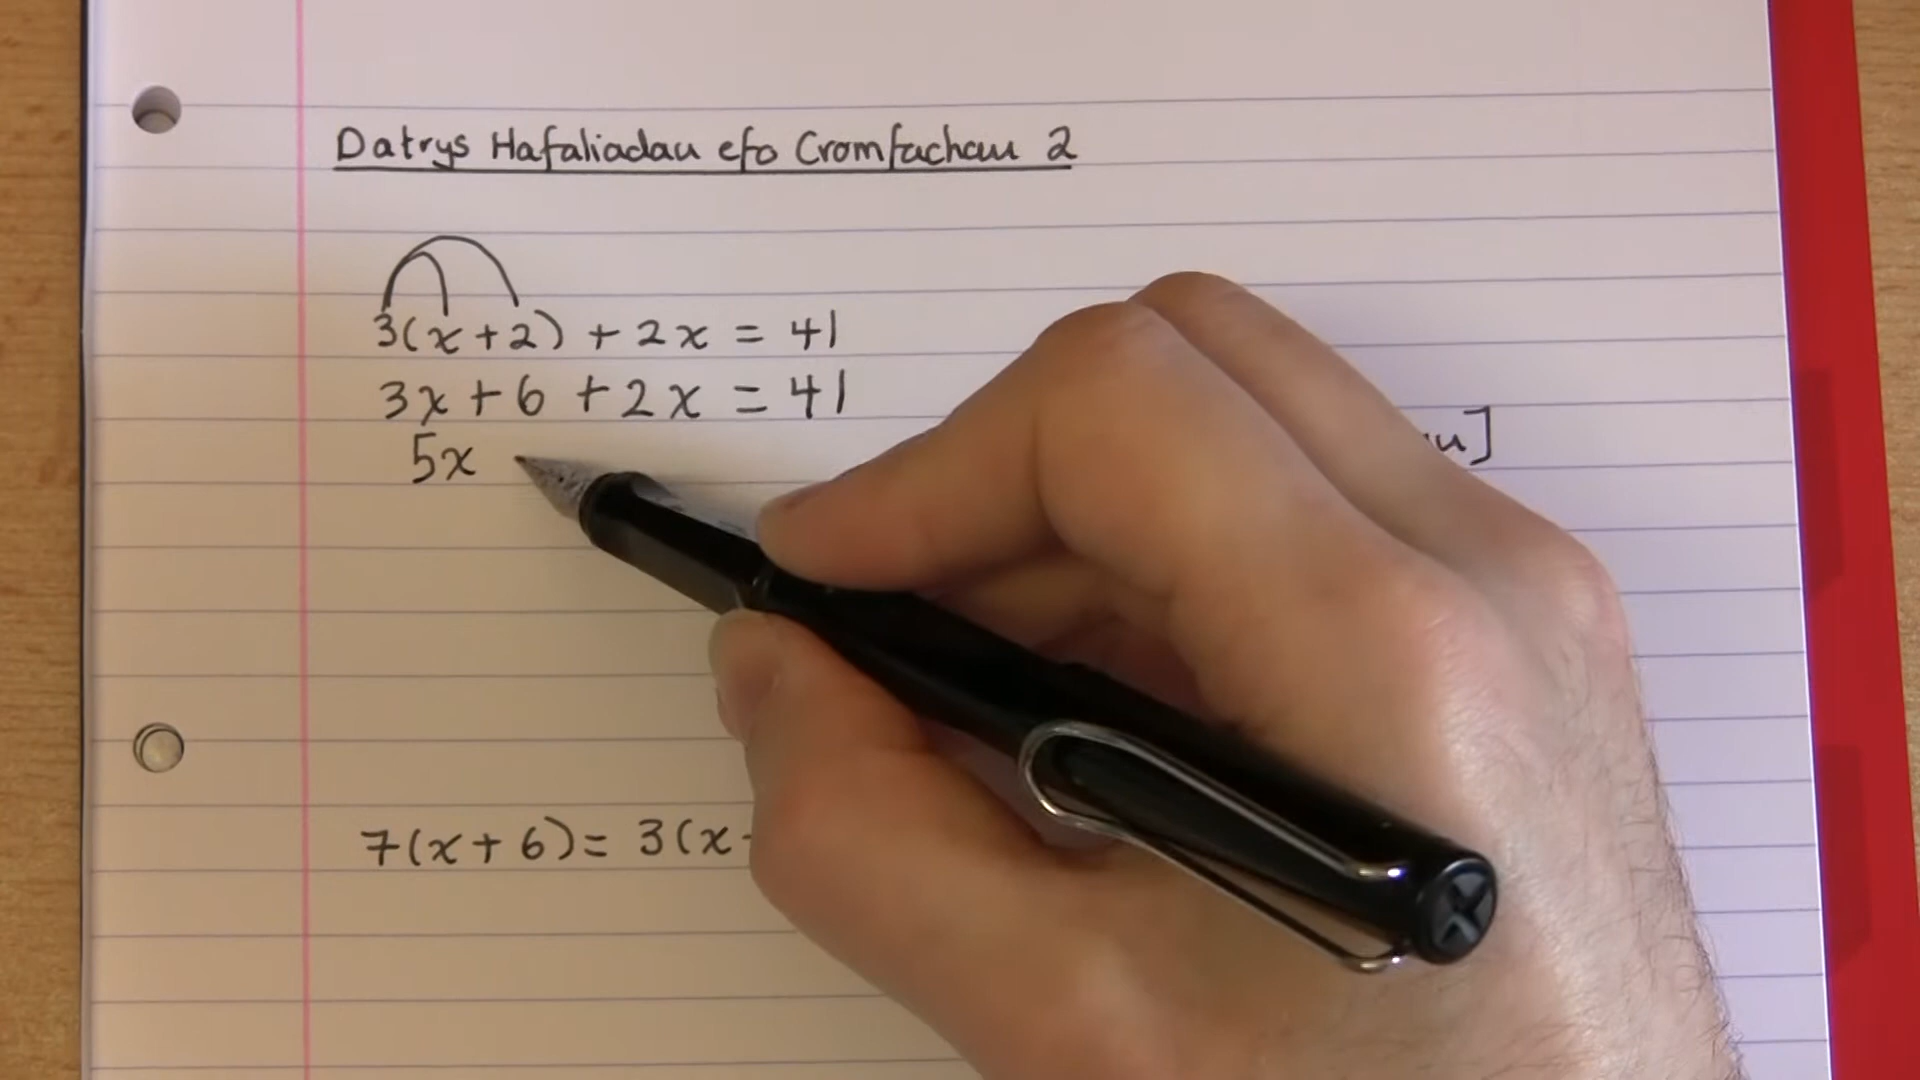 Datrys Hafaliadau efo Cromfachau 2
3(x+2) + 2x = 41
3x + 6 + 2x = 41
5x
7(x+6) = 3(x